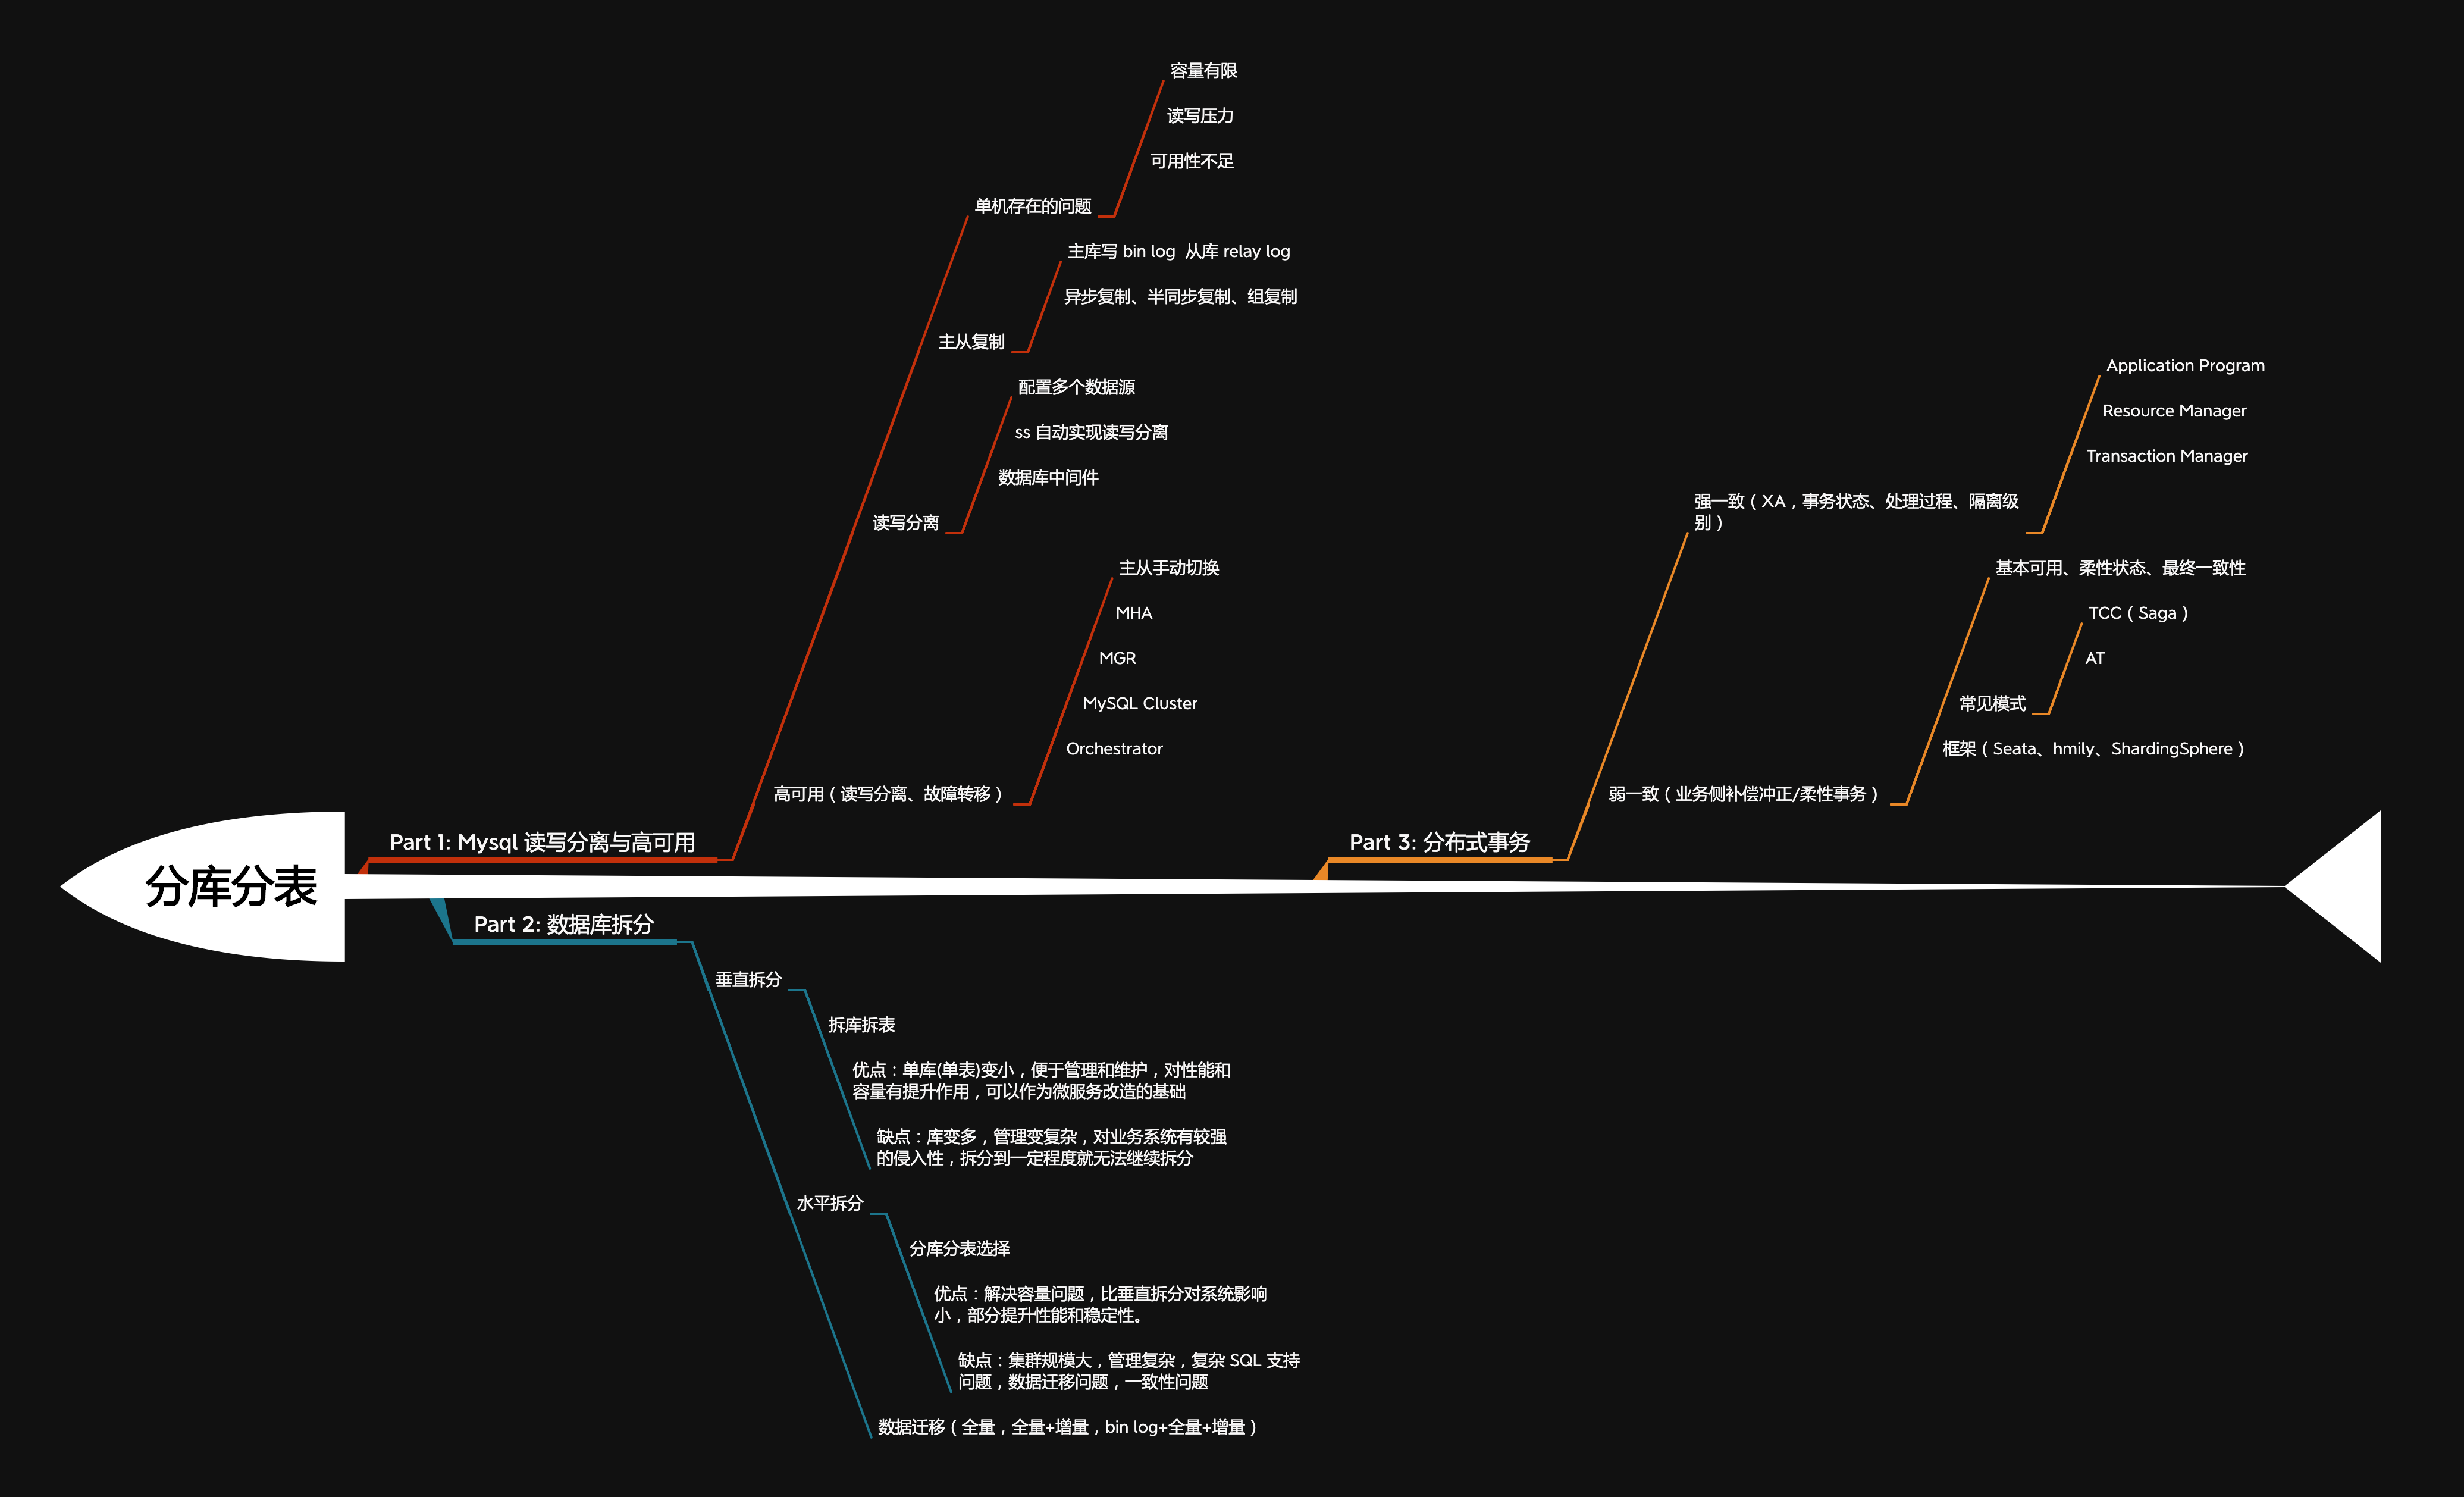 分库分表
Part 1: Mysql 读写分离与高可用
单机存在的问题
容量有限
读写压力
可用性不足
主从复制
主库写 bin log  从库 relay log
异步复制、半同步复制、组复制
读写分离
配置多个数据源
ss 自动实现读写分离
数据库中间件
高可用（读写分离、故障转移）
主从手动切换
MHA
MGR
MySQL Cluster
Orchestrator
Part 2: 数据库拆分
垂直拆分
拆库拆表
优点：单库(单表)变小，便于管理和维护，对性能和
容量有提升作用，可以作为微服务改造的基础
缺点：库变多，管理变复杂，对业务系统有较强
的侵入性，拆分到一定程度就无法继续拆分
水平拆分
分库分表选择
优点：解决容量问题，比垂直拆分对系统影响
小，部分提升性能和稳定性。
缺点：集群规模大，管理复杂，复杂 SQL 支持
问题，数据迁移问题，一致性问题
数据迁移（全量，全量+增量，bin log+全量+增量）
Part 3: 分布式事务
强一致（XA，事务状态、处理过程、隔离级
别）
Application Program
Resource Manager
Transaction Manager
弱一致（业务侧补偿冲正/柔性事务）
基本可用、柔性状态、最终一致性
常见模式
TCC（Saga）
AT
框架（Seata、hmily、ShardingSphere）